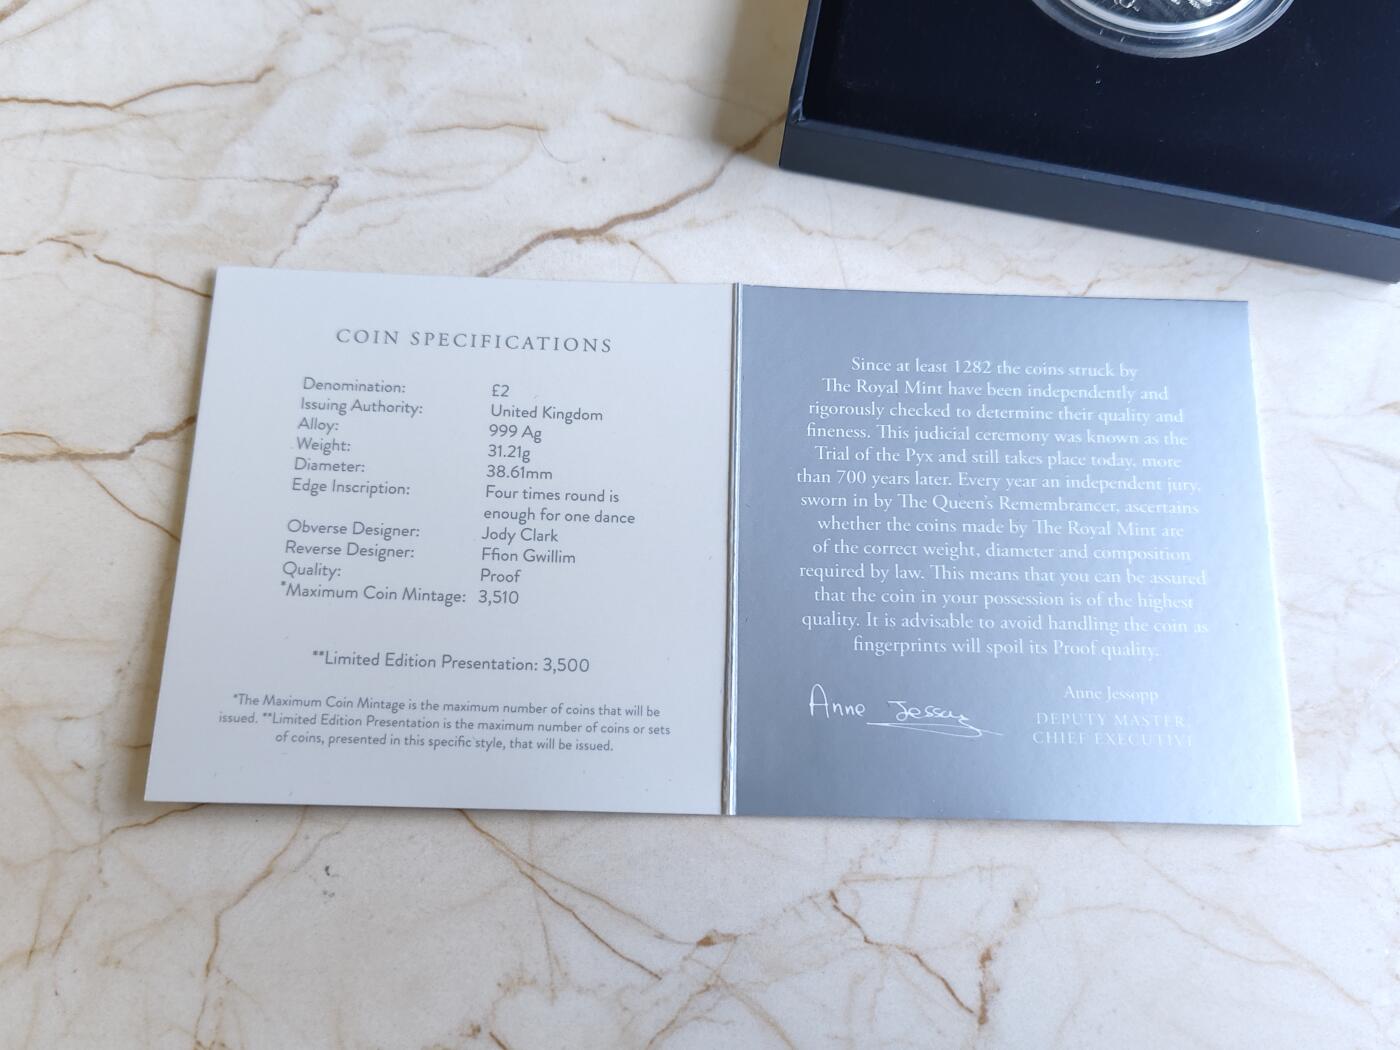 COIN SPECIFICATIONS
Denomination: £2
Issuing Authority: United Kingdom
Alloy: 999 Ag
Weight: 31.21g
Diameter: 38.61mm
Edge Inscription: Four times round is
enough for one dance
Obverse Designer: Jody Clark
Reverse Designer: Ffion Gwillim
Quality: Proof
*Maximum Coin Mintage: 3,510
**Limited Edition Presentation: 3,500
*The Maximum Coin Mintage is the maximum number of coins that will be
issued. **Limited Edition Presentation is the maximum number of coins or sets
of coins, presented in this specific style, that will be issued.
Since at least 1282 the coins struck by
The Royal Mint have been independently and
rigorously checked to determine their quality and
fineness. This judicial ceremony was known as the
Trial of the Pyx and still takes place today, more
than 700 years later. Every year an independent jury,
sworn in by The Queen's Remembrancer, ascertains
whether the coins made by The Royal Mint are
of the correct weight, diameter and composition
required by law. This means that you can be assured
that the coin in your possession is of the highest
quality. It is advisable to avoid handling the coin as
fingerprints will spoil its Proof quality.
Anne Jessopp
Anne Jessopp
DEPUTY MASTER,
CHIEF EXECUTIVE